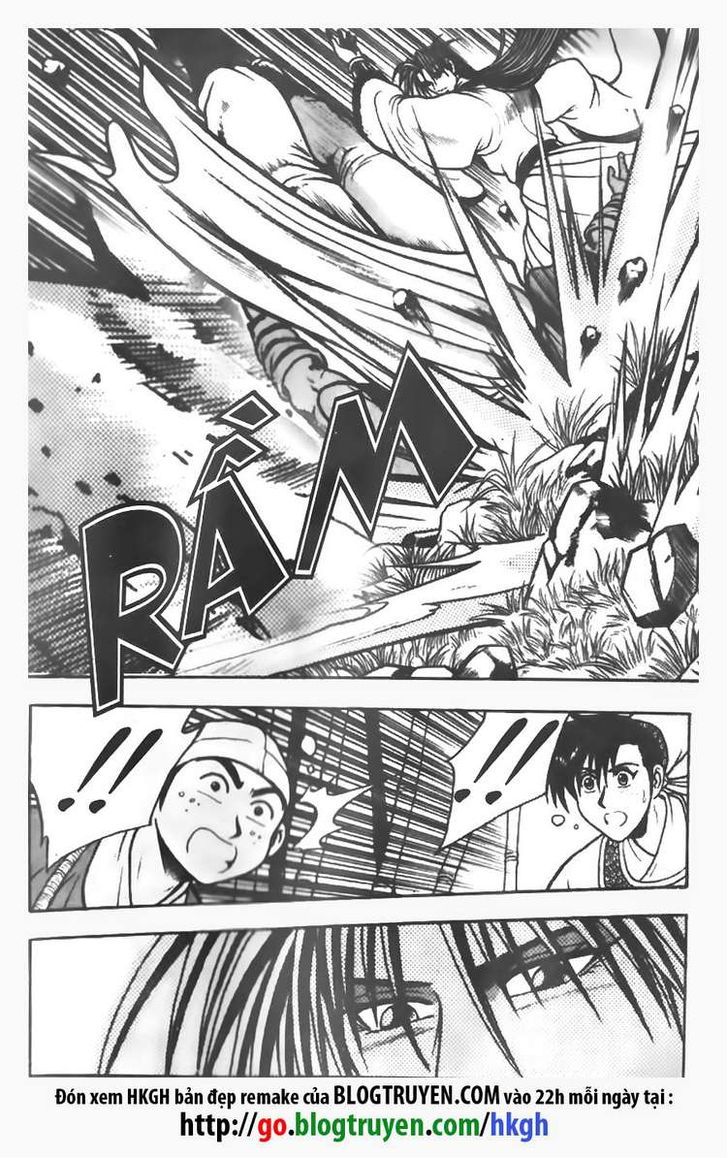 RẦM
!!
!!
Đón xem HKGH bản đẹp remake của BLOGTRUYEN.COM vào 22h mỗi ngày tại :
http://go.blogtruyen.com/hkgh